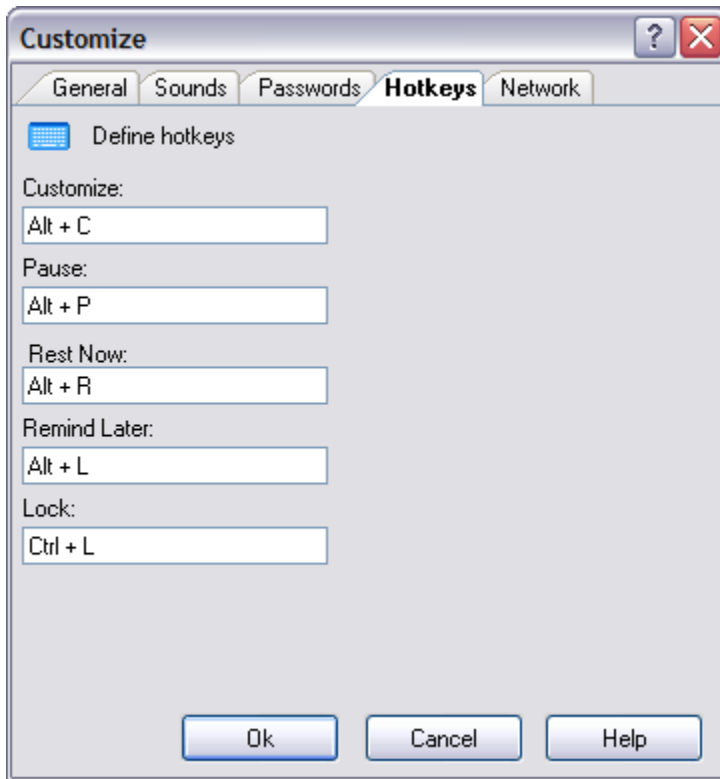 Customize
General Sounds Passwords Hotkeys Network
Define hotkeys
Customize:
Alt + C
Pause:
Alt + P
Rest Now:
Alt + R
Remind Later:
Alt + L
Lock:
Ctrl + L
Ok Cancel Help